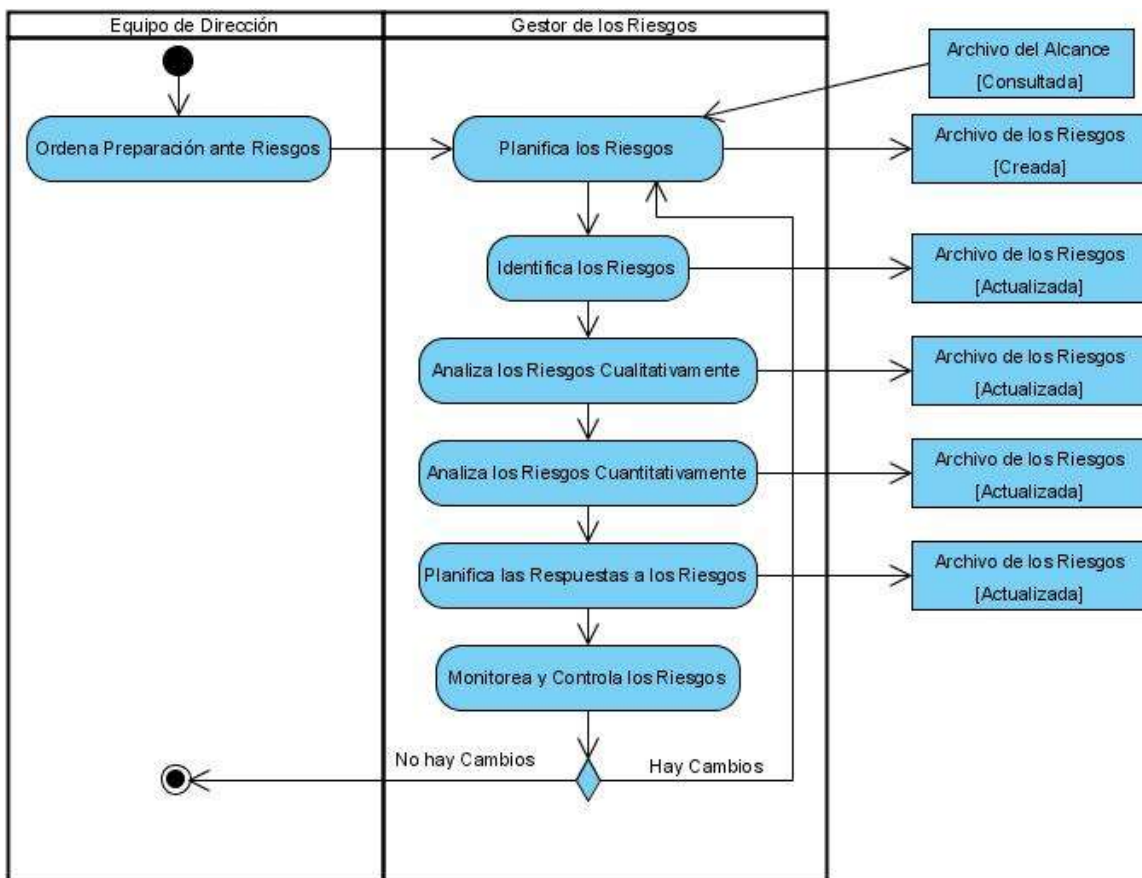 Equipo de Dirección
Gestor de los Riesgos
Archivo del Alcance
[Consultada]
Ordena Preparación ante Riesgos
Planifica los Riesgos
Archivo de los Riesgos
[Creada]
Identifica los Riesgos
Archivo de los Riesgos
[Actualizada]
Analiza los Riesgos Cualitativamente
Archivo de los Riesgos
[Actualizada]
Analiza los Riesgos Cuantitativamente
Archivo de los Riesgos
[Actualizada]
Planifica las Respuestas a los Riesgos
Archivo de los Riesgos
[Actualizada]
Monitorea y Controla los Riesgos
No hay Cambios
Hay Cambios